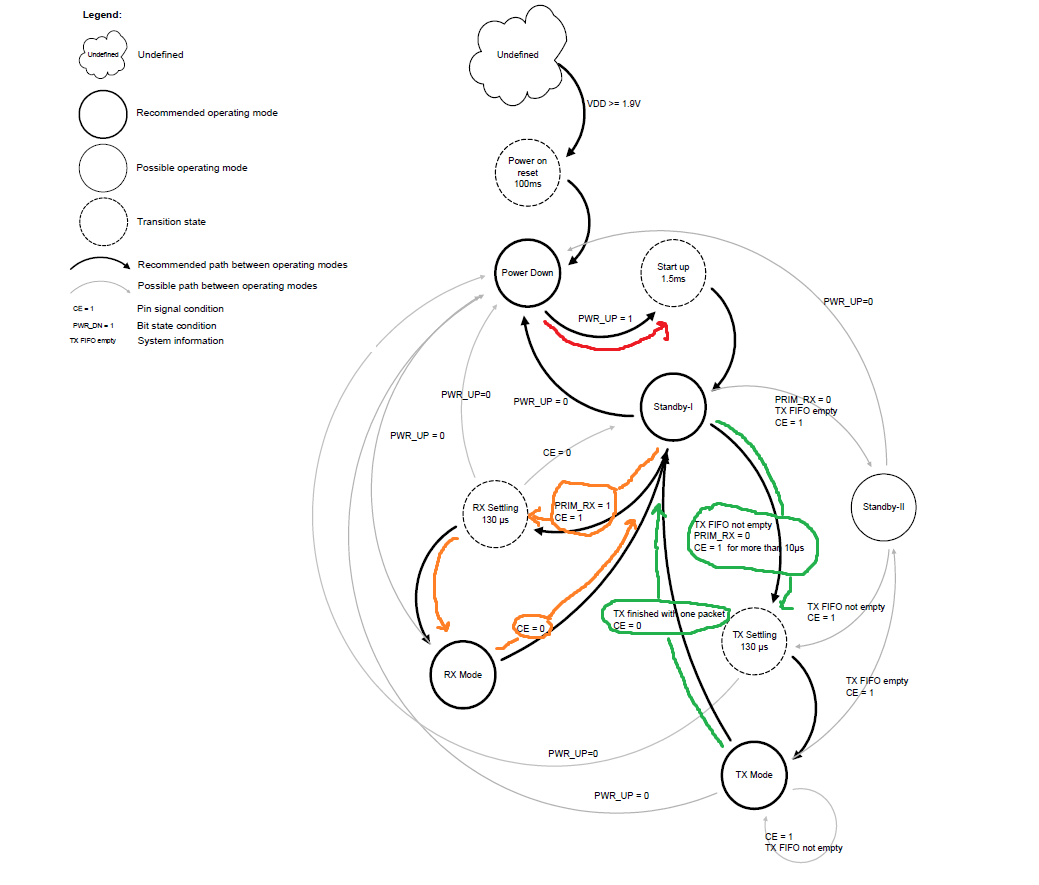 Legend:
Undefined
Undefined
Recommended operating mode
Possible operating mode
Transition state
Recommended path between operating modes
Possible path between operating modes
CE = 1
Pin signal condition
PWR_DN = 1
Bit state condition
TX FIFO empty
System information
Undefined
VDD >= 1.9V
Power on
reset
100ms
Power Down
Start up
1.5ms
PWR_UP=0
PWR_UP = 1
PWR_UP=0
PWR_UP = 0
Standby-I
PRIM_RX = 0
TX FIFO empty
CE = 1
PWR_UP = 0
CE = 0
RX Settling
130 µs
PRIM_RX = 1
CE = 1
Standby-II
TX FIFO not empty
PRIM_RX = 0
CE = 1 for more than 10µs
TX FIFO not empty
CE = 1
TX finished with one packet
CE = 0
CE = 0
TX Settling
130 µs
RX Mode
TX FIFO empty
CE = 1
PWR_UP=0
TX Mode
PWR_UP = 0
CE = 1
TX FIFO not empty